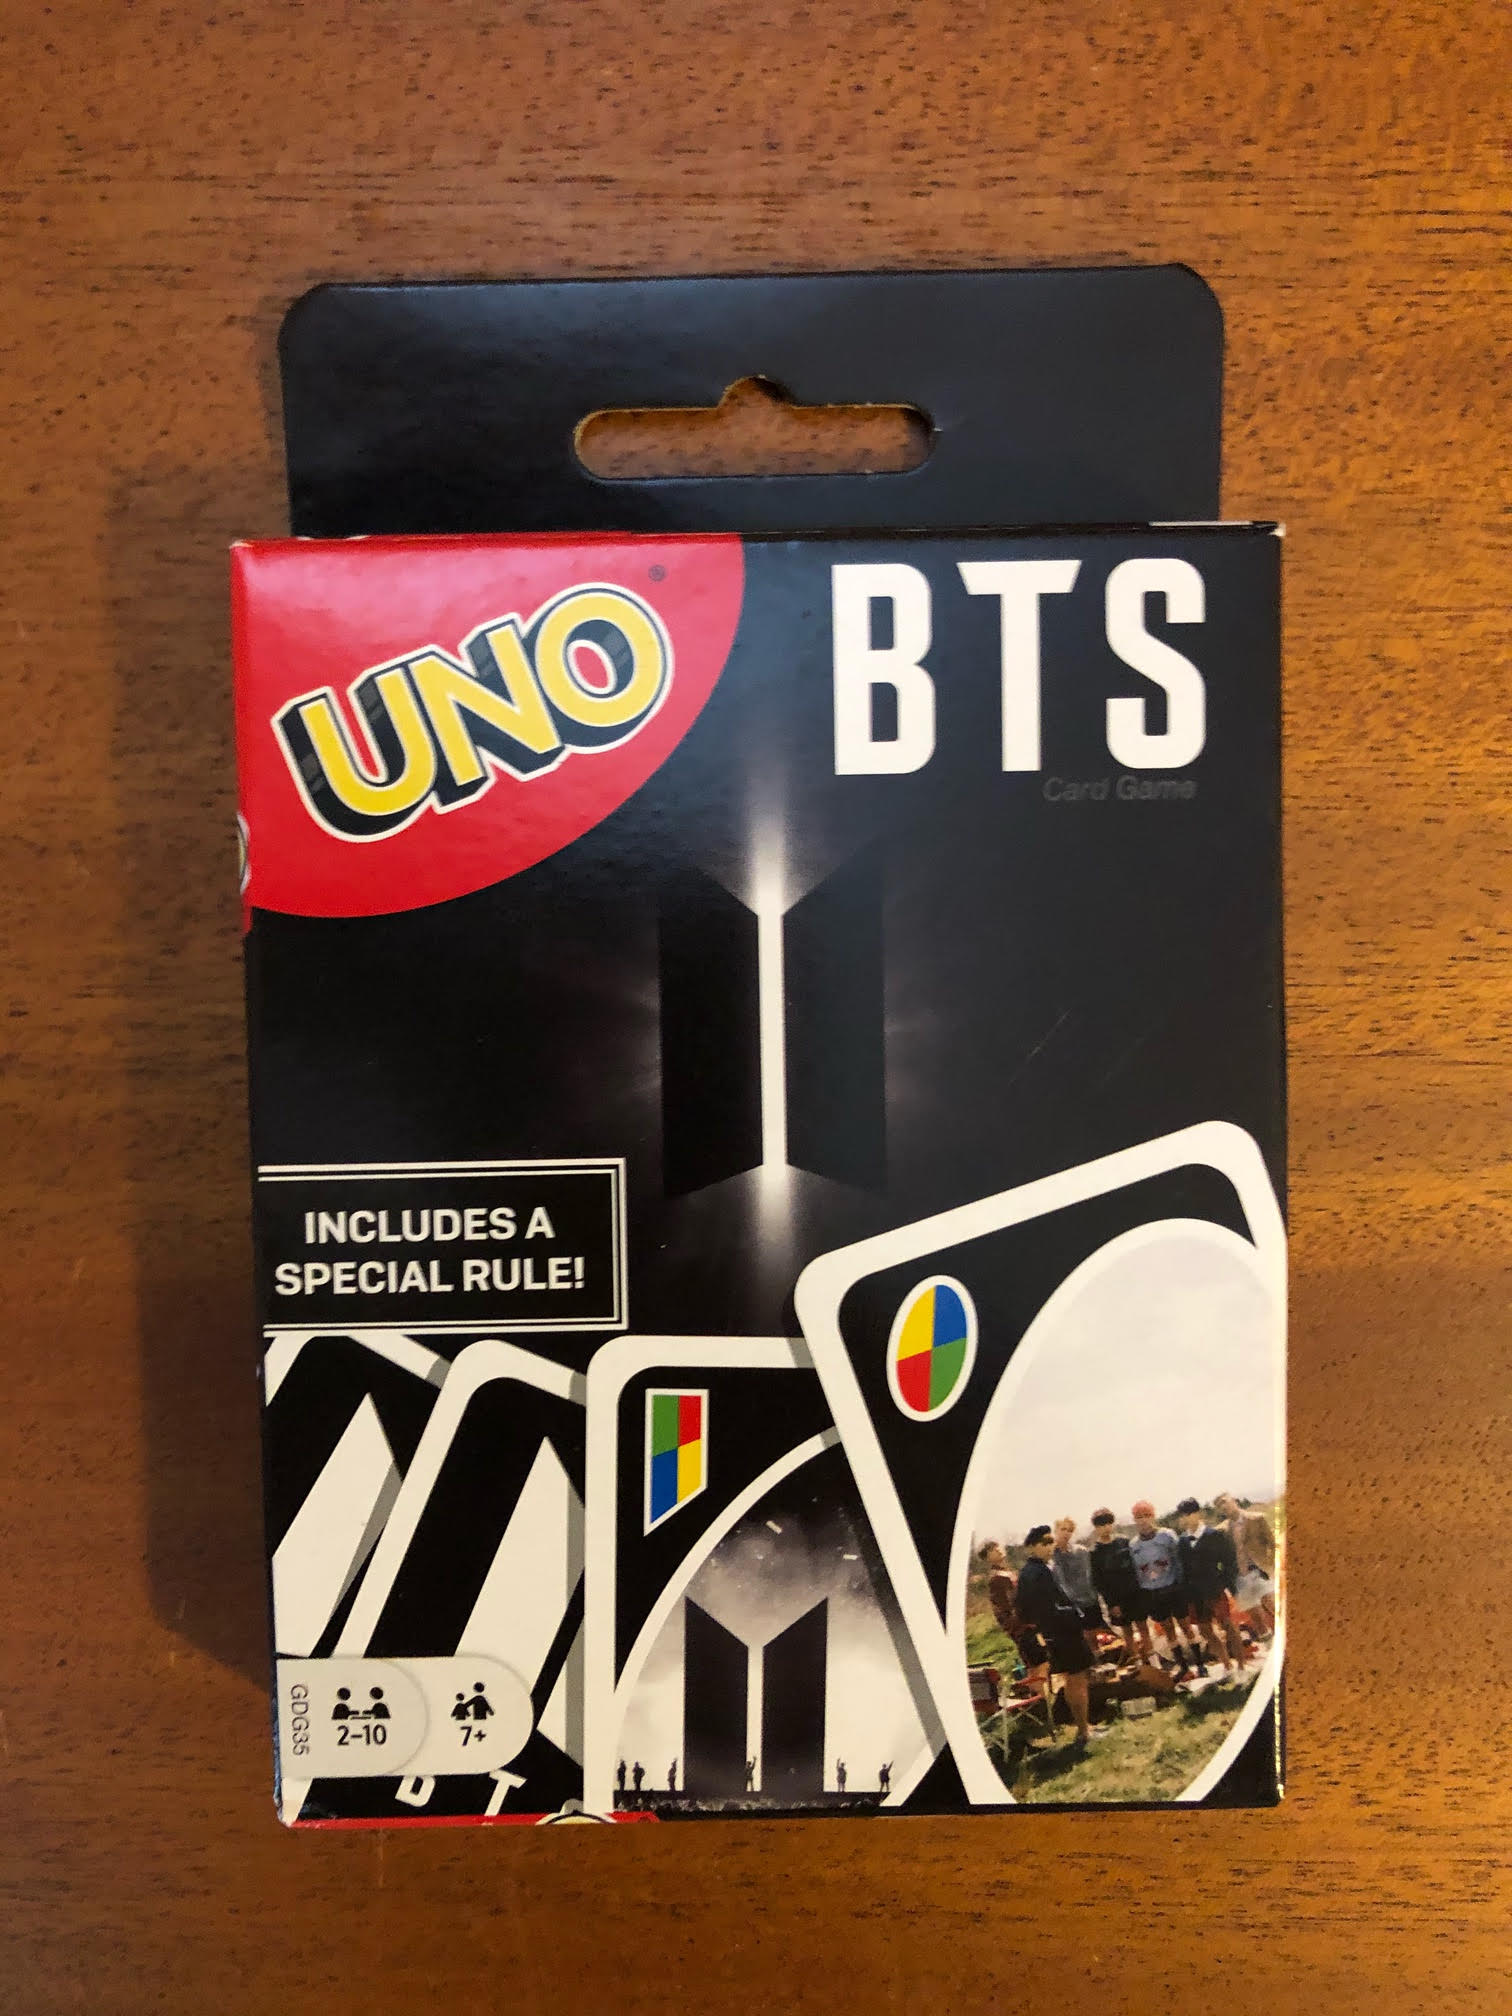 UNO
®
BTS
Card Game
INCLUDES A
SPECIAL RULE!
GDG35
2-10
7+
B T